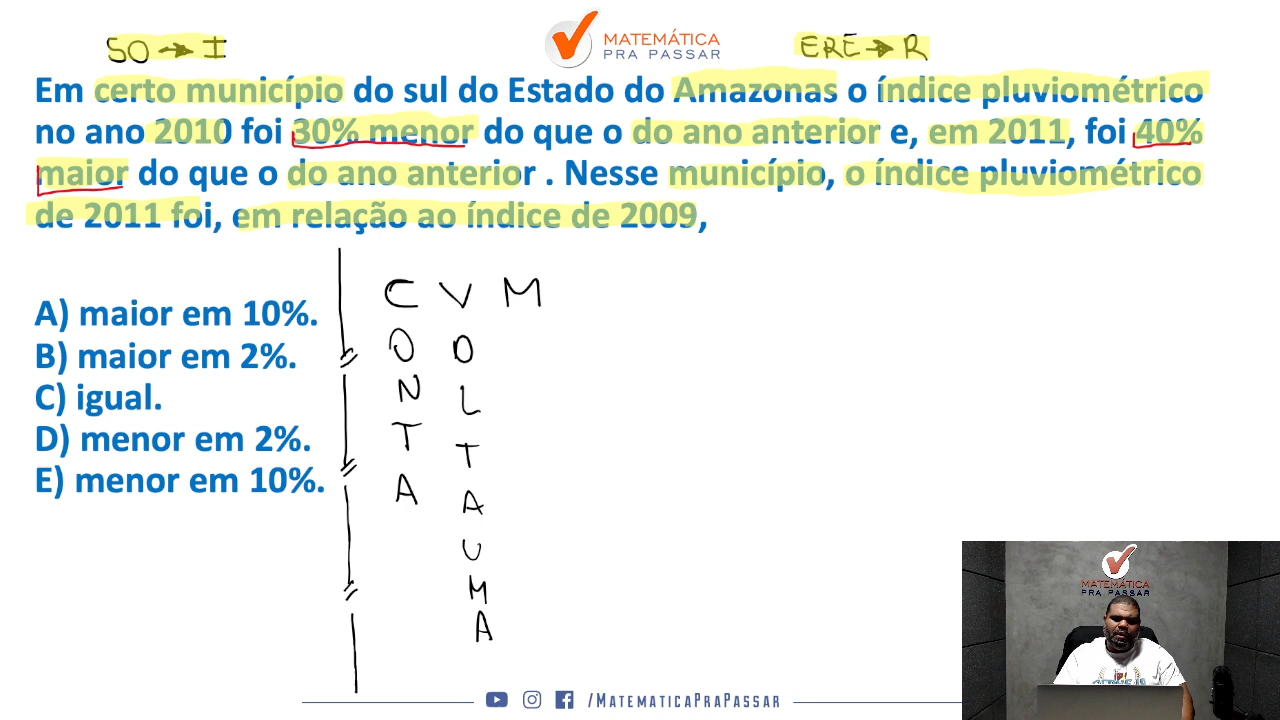 SO → I
MATEMÁTICA
PRA PASSAR
ERE → R
Em certo município do sul do Estado do Amazonas o índice pluviométrico
no ano 2010 foi 30% menor do que o do ano anterior e, em 2011, foi 40%
maior do que o do ano anterior . Nesse município, o índice pluviométrico
de 2011 foi, em relação ao índice de 2009,
A) maior em 10%.
B) maior em 2%.
C) igual.
D) menor em 2%.
E) menor em 10%.
C V M
O O
N L
T T
A A
U
M
A
MATEMÁTICA
PRA PASSAR
/MATEMATICAPRAPASSAR